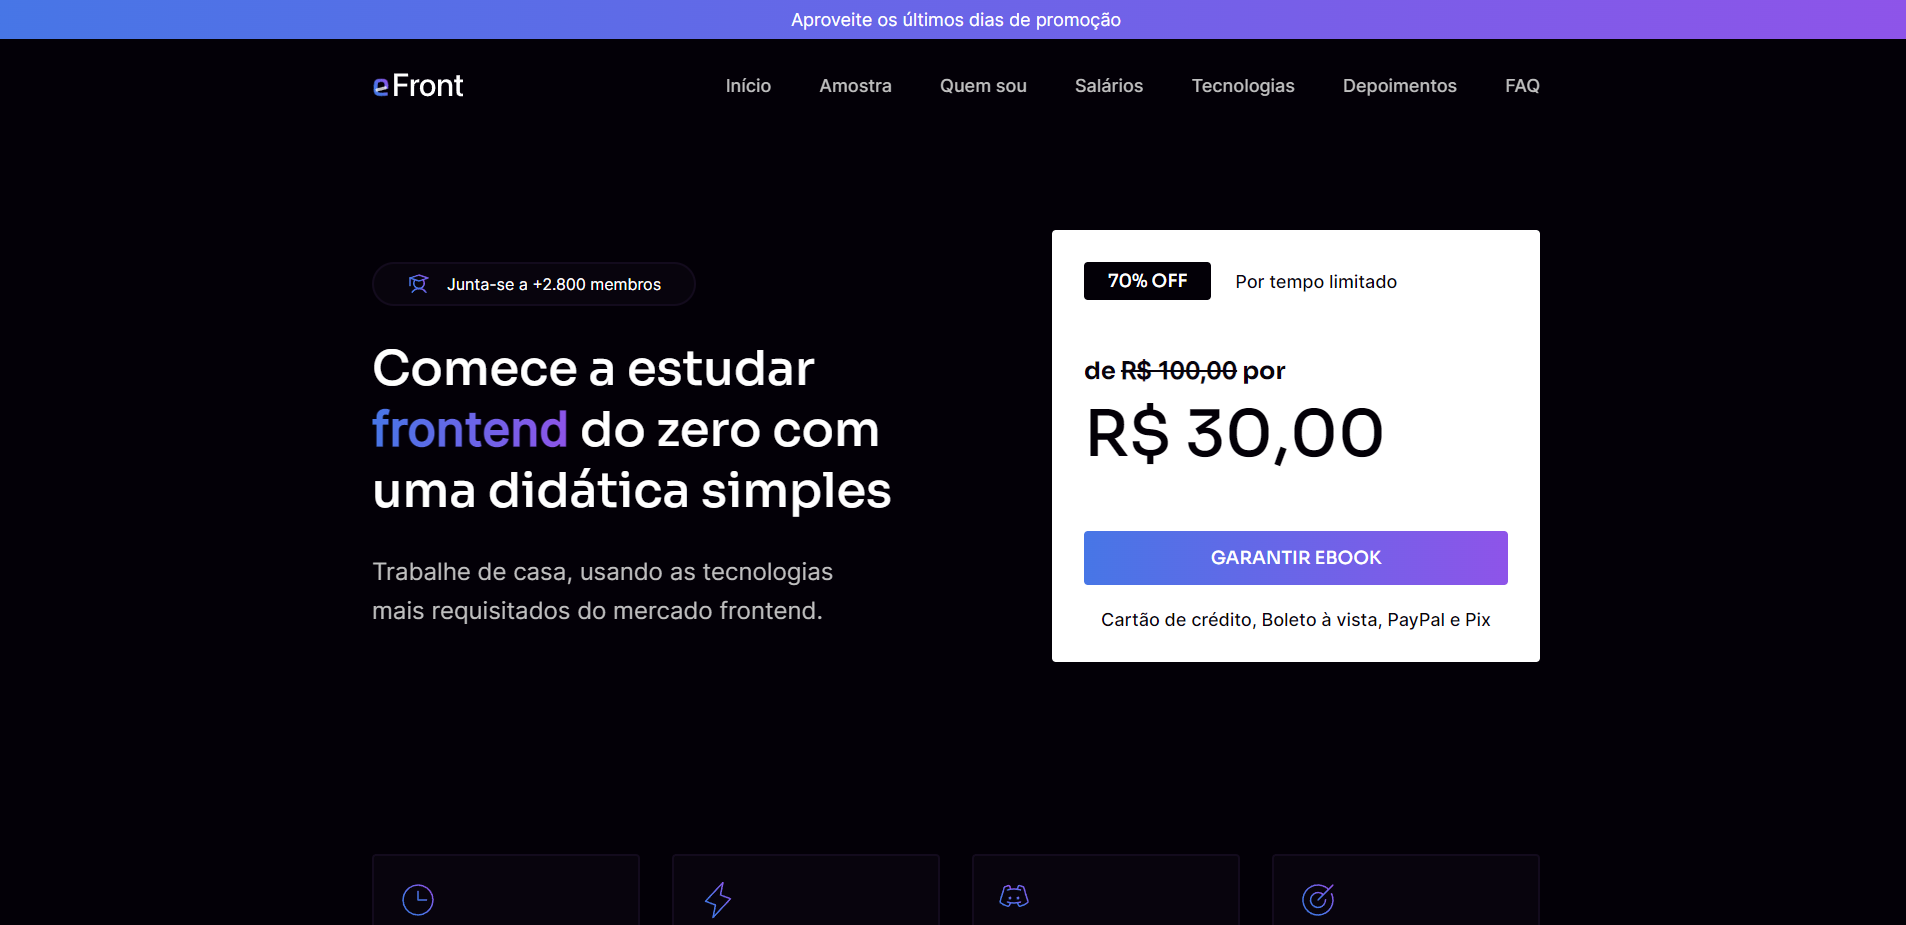 Aproveite os últimos dias de promoção
eFront
Início Amostra Quem sou Salários Tecnologias Depoimentos FAQ
Junta-se a +2.800 membros
Comece a estudar
frontend do zero com
uma didática simples
Trabalhe de casa, usando as tecnologias
mais requisitados do mercado frontend.
70% OFF Por tempo limitado
de R$ 100,00 por
R$ 30,00
GARANTIR EBOOK
Cartão de crédito, Boleto à vista, PayPal e Pix